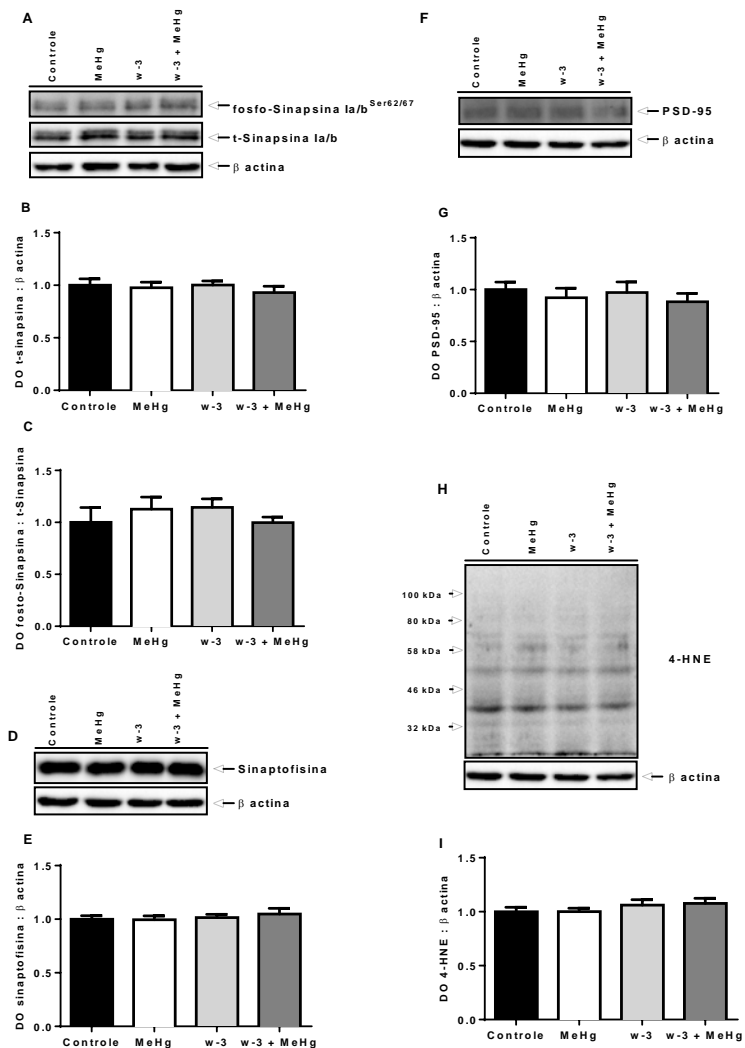 A
Controle
MeHg
w-3
w-3 + MeHg
fosfo-Sinapsina Ia/b Ser62/67
t-Sinapsina Ia/b
β actina
B
DO t-sinapsina : β actina
1.5
1.0
0.5
0.0
Controle MeHg w-3 w-3 + MeHg
C
DO fosto-Sinapsina : t-Sinapsina
1.5
1.0
0.5
0.0
Controle MeHg w-3 w-3 + MeHg
D
Controle
MeHg
w-3
w-3 + MeHg
Sinaptofisina
β actina
E
DO sinaptofisina : β actina
1.5
1.0
0.5
0.0
Controle MeHg w-3 w-3 + MeHg
F
Controle
MeHg
w-3
w-3 + MeHg
PSD-95
β actina
G
DO PSD-95 : β actina
1.5
1.0
0.5
0.0
Controle MeHg w-3 w-3 + MeHg
H
Controle
MeHg
w-3
w-3 + MeHg
100 kDa
80 kDa
58 kDa
46 kDa
32 kDa
4-HNE
β actina
I
DO 4-HNE : β actina
1.5
1.0
0.5
0.0
Controle MeHg w-3 w-3 + MeHg